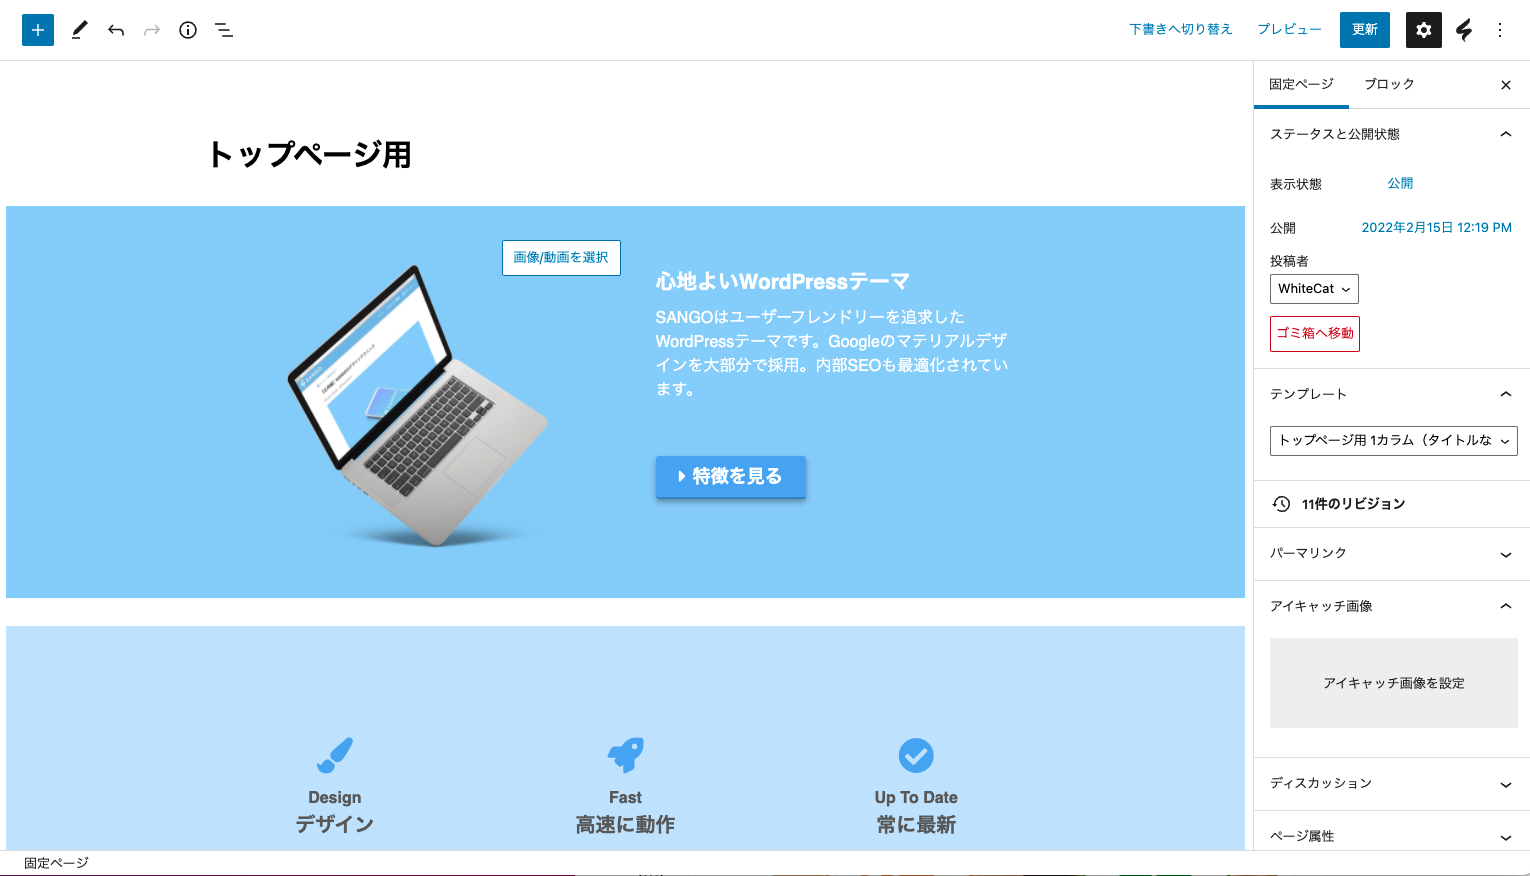 下書きへ切り替え
プレビュー
更新
固定ページ
ブロック
トップページ用
画像/動画を選択
心地よいWordPressテーマ
SANGOはユーザーフレンドリーを追求した
WordPressテーマです。Googleのマテリアルデザ
インを大部分で採用。内部SEOも最適化されてい
ます。
特徴を見る
Design
デザイン
Fast
高速に動作
Up To Date
常に最新
ステータスと公開状態
表示状態
公開
公開
2022年2月15日 12:19 PM
投稿者
WhiteCat
ゴミ箱へ移動
テンプレート
トップページ用 1カラム（タイトルな
11件のリビジョン
パーマリンク
アイキャッチ画像
アイキャッチ画像を設定
ディスカッション
ページ属性
固定ページ